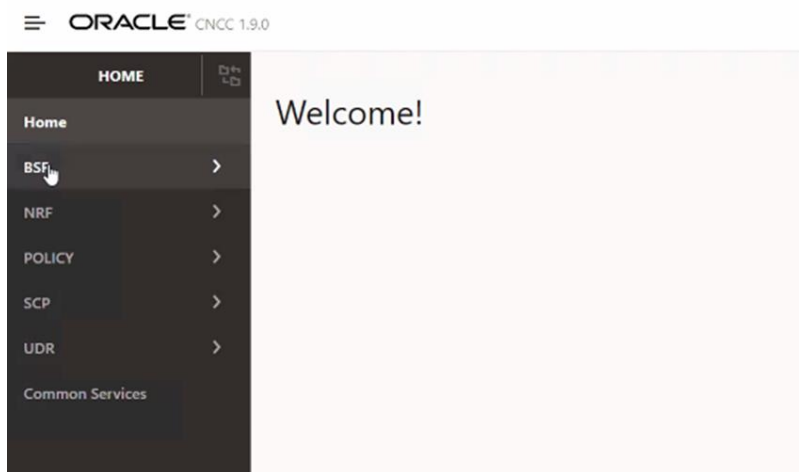 ORACLE CNCC 1.9.0
HOME
Welcome!
Home
BSF
NRF
POLICY
SCP
UDR
Common Services